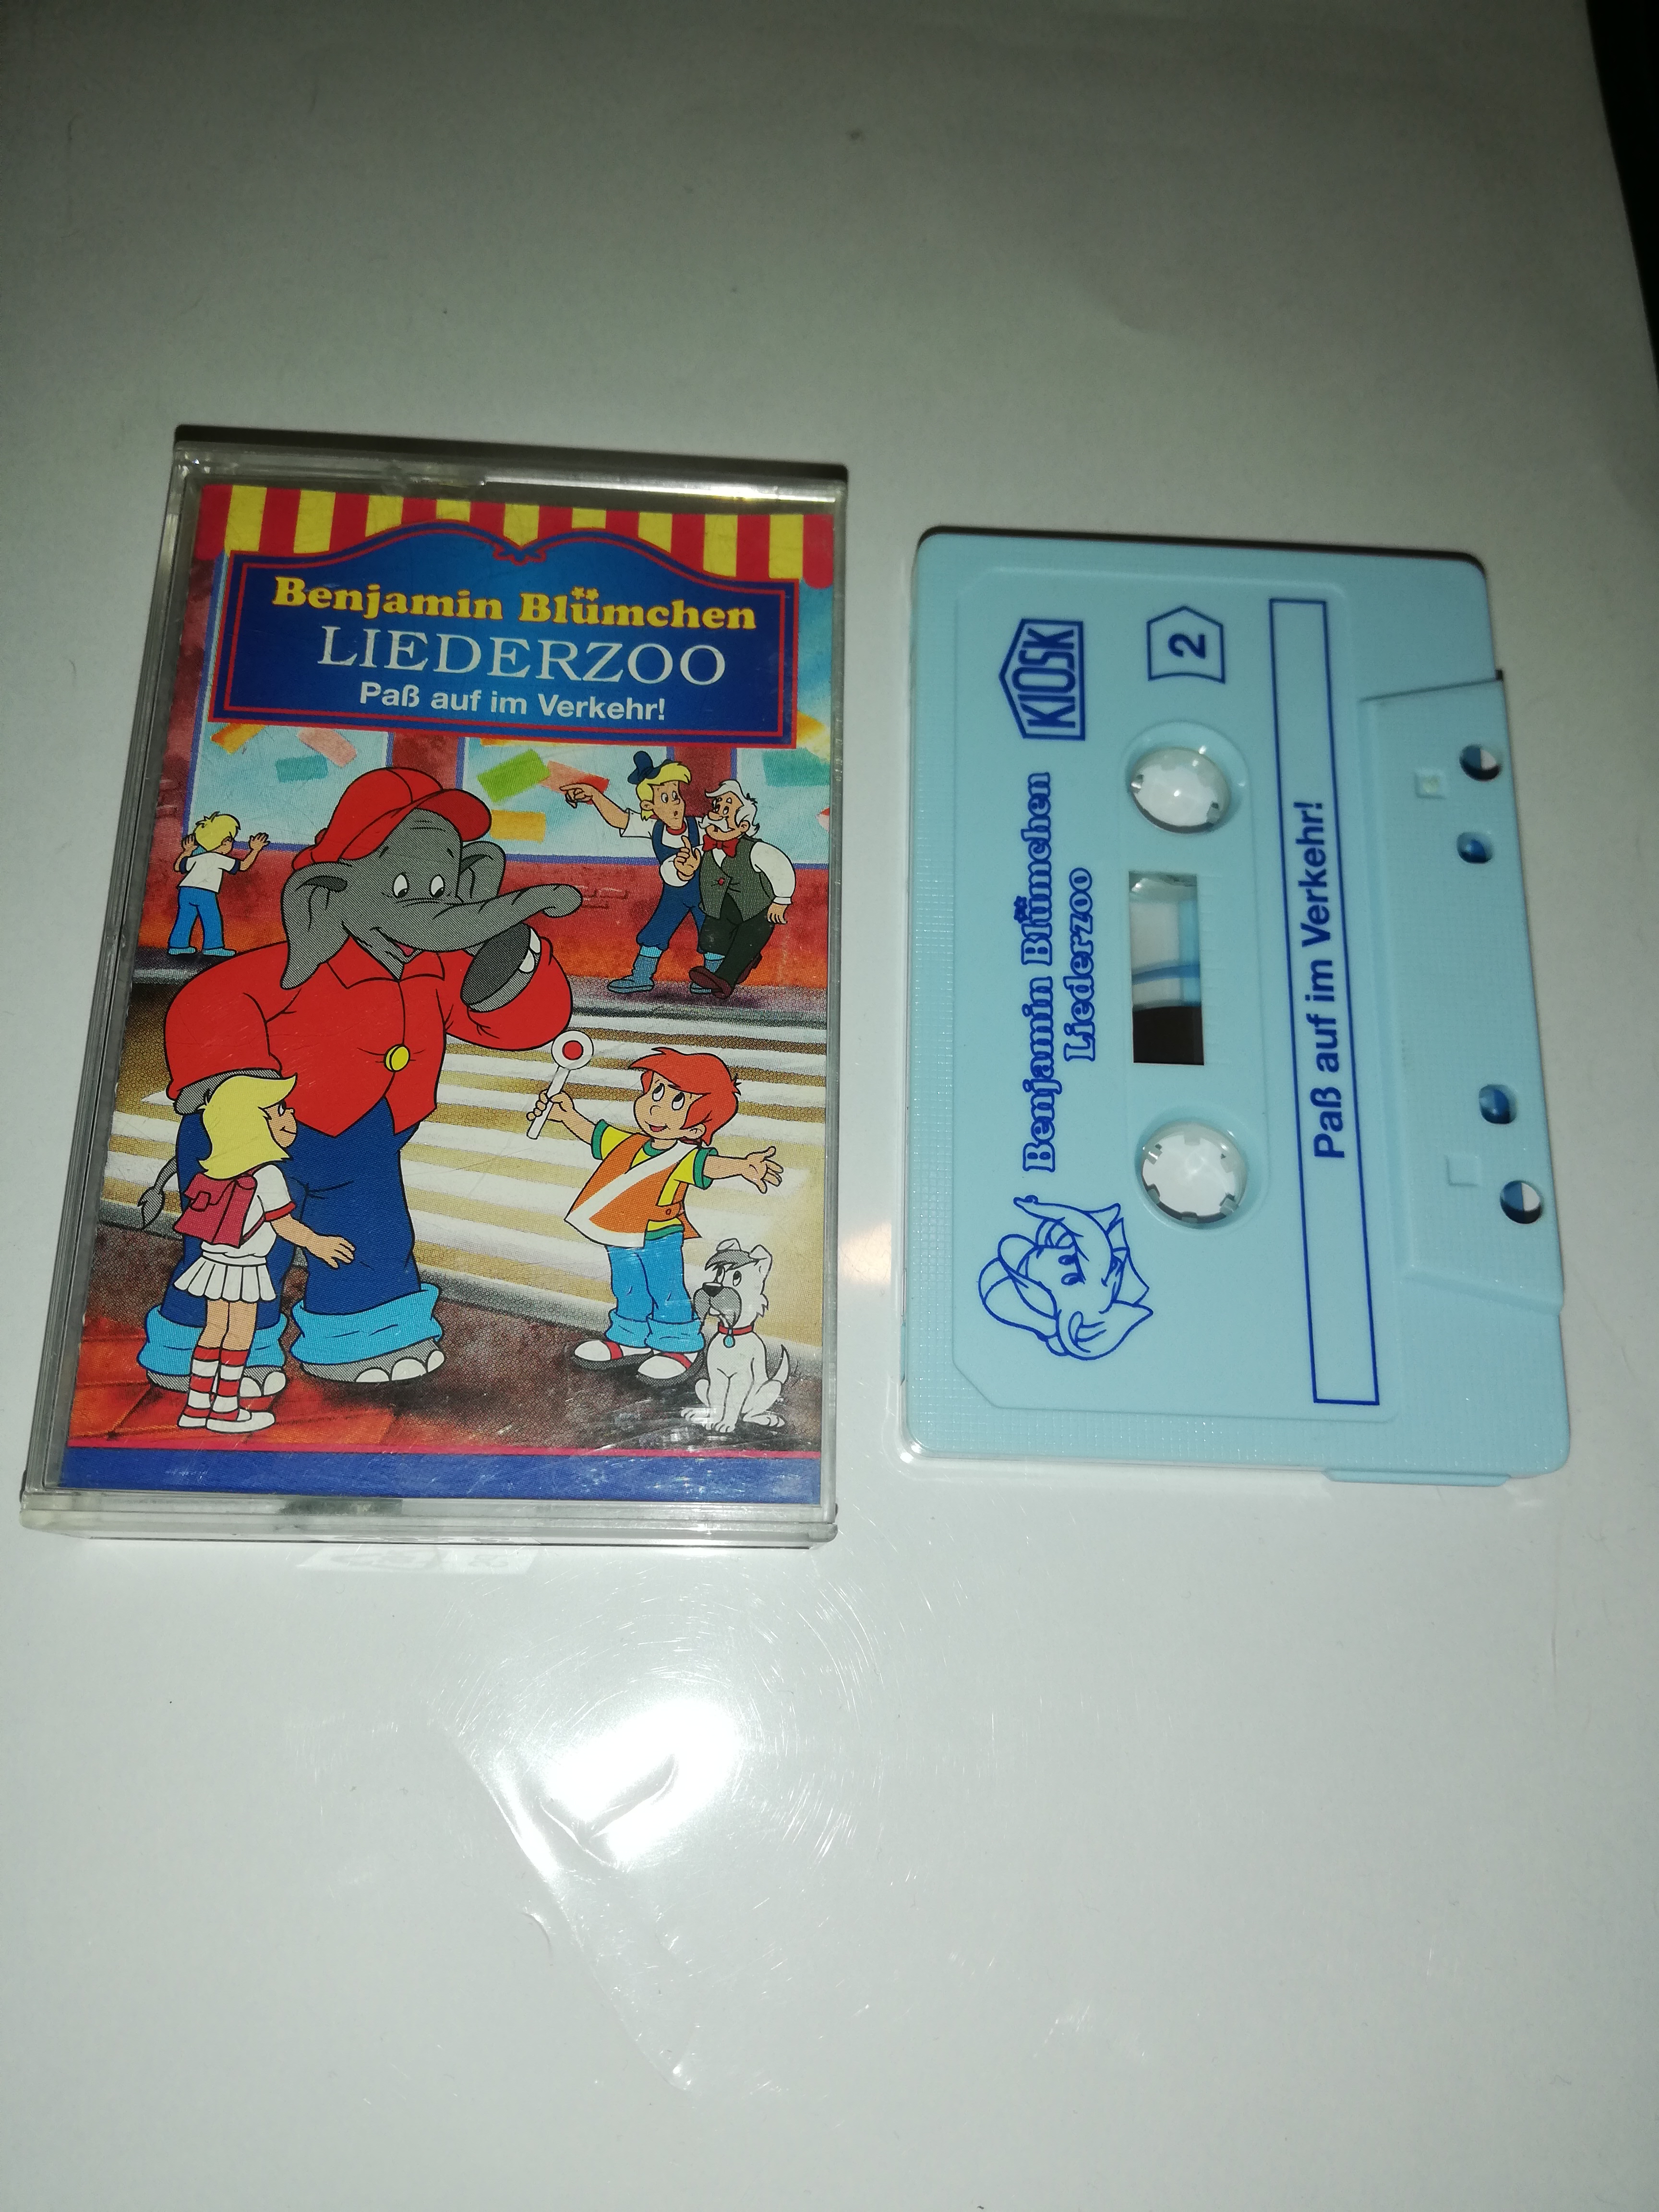 Benjamin Blümchen
LIEDERZOO
Paß auf im Verkehr!
Benjamin Blümchen
Liederzoo
KIOSK
2
Paß auf im Verkehr!